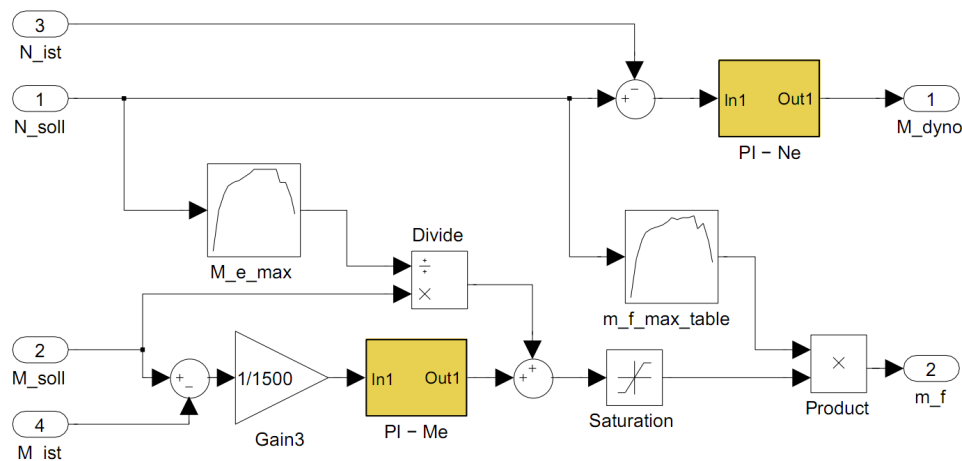 3
N_ist
1
N_soll
−
+
In1 Out1
PI − Ne
1
M_dyno
M_e_max
Divide
÷
×
m_f_max_table
2
M_soll
+
−
1/1500
Gain3
In1 Out1
PI − Me
+
+
Saturation
×
Product
2
m_f
4
M_ist